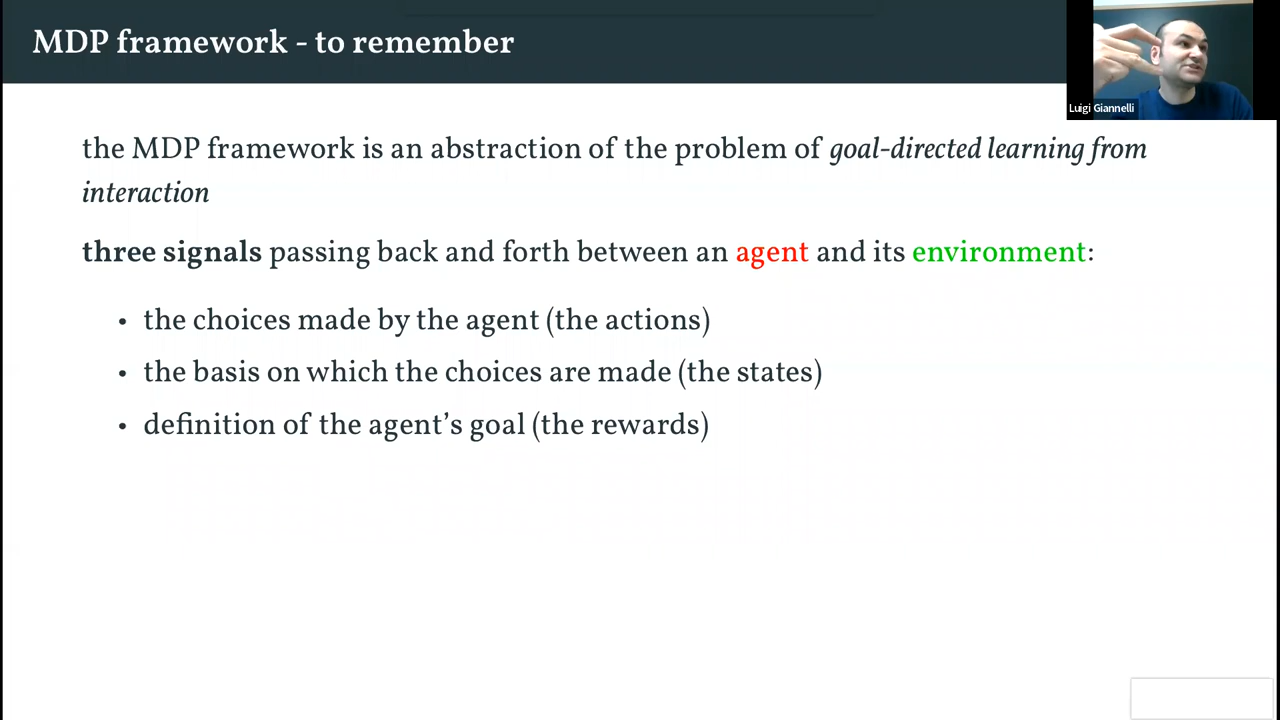 MDP framework - to remember
Luigi Giannelli
the MDP framework is an abstraction of the problem of goal-directed learning from
interaction
three signals passing back and forth between an agent and its environment:
• the choices made by the agent (the actions)
• the basis on which the choices are made (the states)
• definition of the agent’s goal (the rewards)